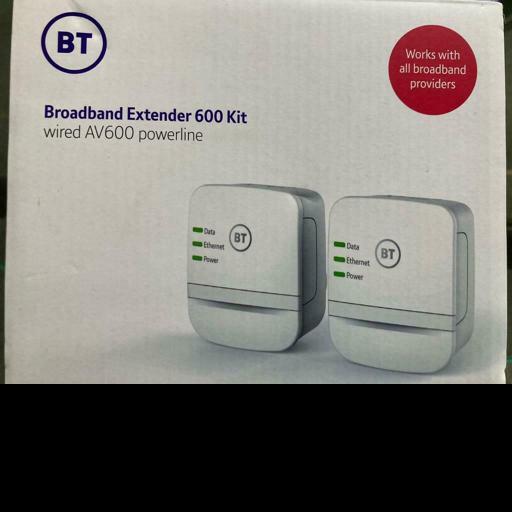 BT
Works with
all broadband
providers
Broadband Extender 600 Kit
wired AV600 powerline
Data
Ethernet
Power
BT
Data
Ethernet
Power
BT